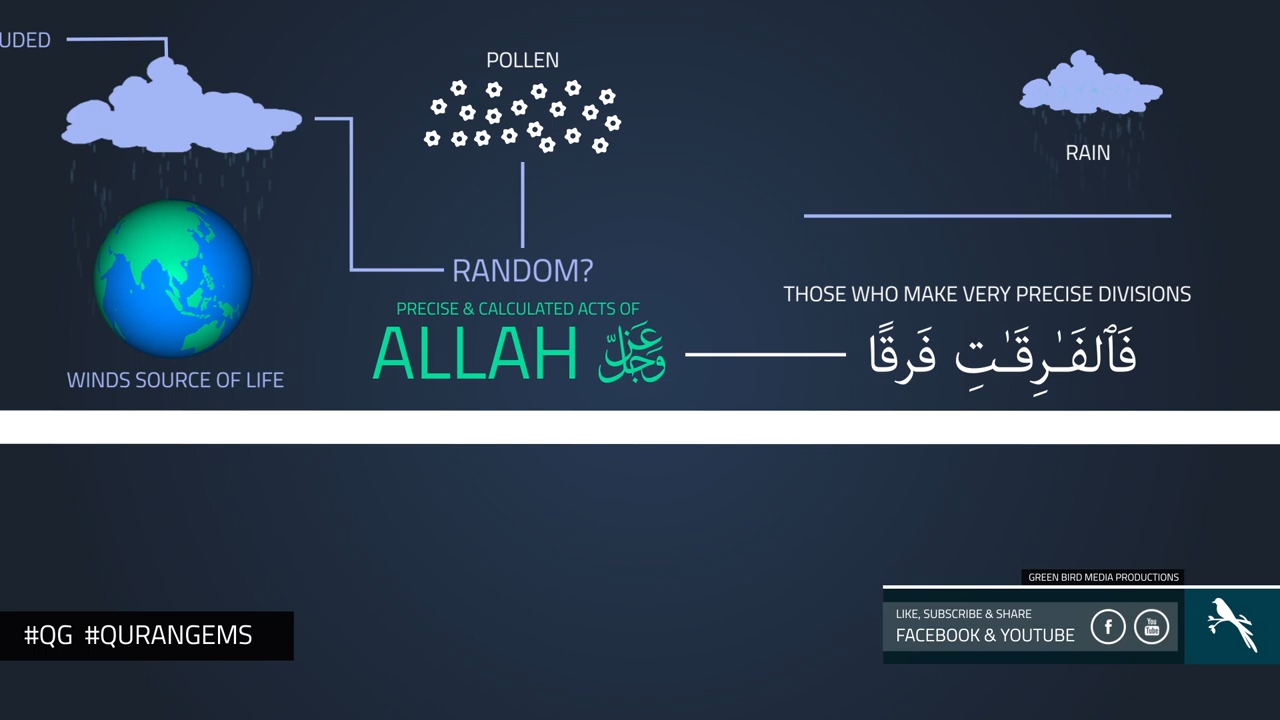 UDED
POLLEN
RAIN
RANDOM?
THOSE WHO MAKE VERY PRECISE DIVISIONS
PRECISE & CALCULATED ACTS OF
ALLAH عَزَّ وَجَلَّ
فَٱلْفَـٰرِقَـٰتِ فَرْقًا
WINDS SOURCE OF LIFE
GREEN BIRD MEDIA PRODUCTIONS
LIKE, SUBSCRIBE & SHARE
FACEBOOK & YOUTUBE
f
You Tube
#QG #QURANGEMS